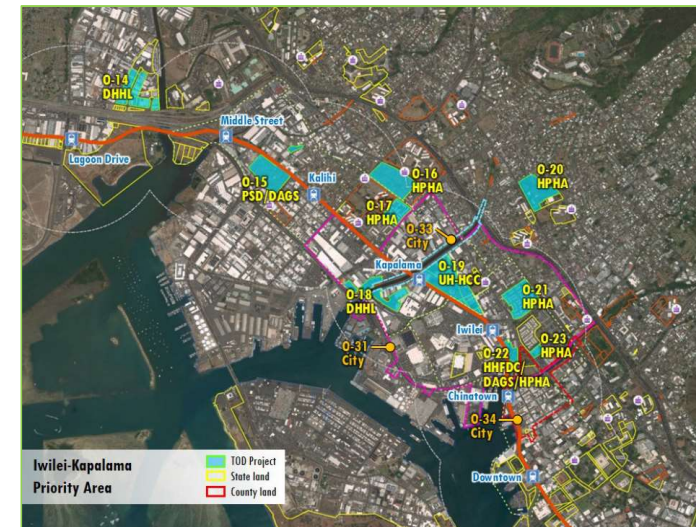 O-14
DHHL
Middle Street
Lagoon Drive
O-15
PSD/DAGS
Kalihi
O-16
HPHA
O-17
HPHA
O-20
HPHA
O-33
City
Kapalama
O-19
UH-HCC
O-18
DHHL
O-21
HPHA
Iwilei
O-31
City
O-22
HHFDC/
DAGS/HPHA
O-23
HPHA
Chinatown
O-34
City
Downtown
Iwilei-Kapalama
Priority Area
TOD Project
State land
County land